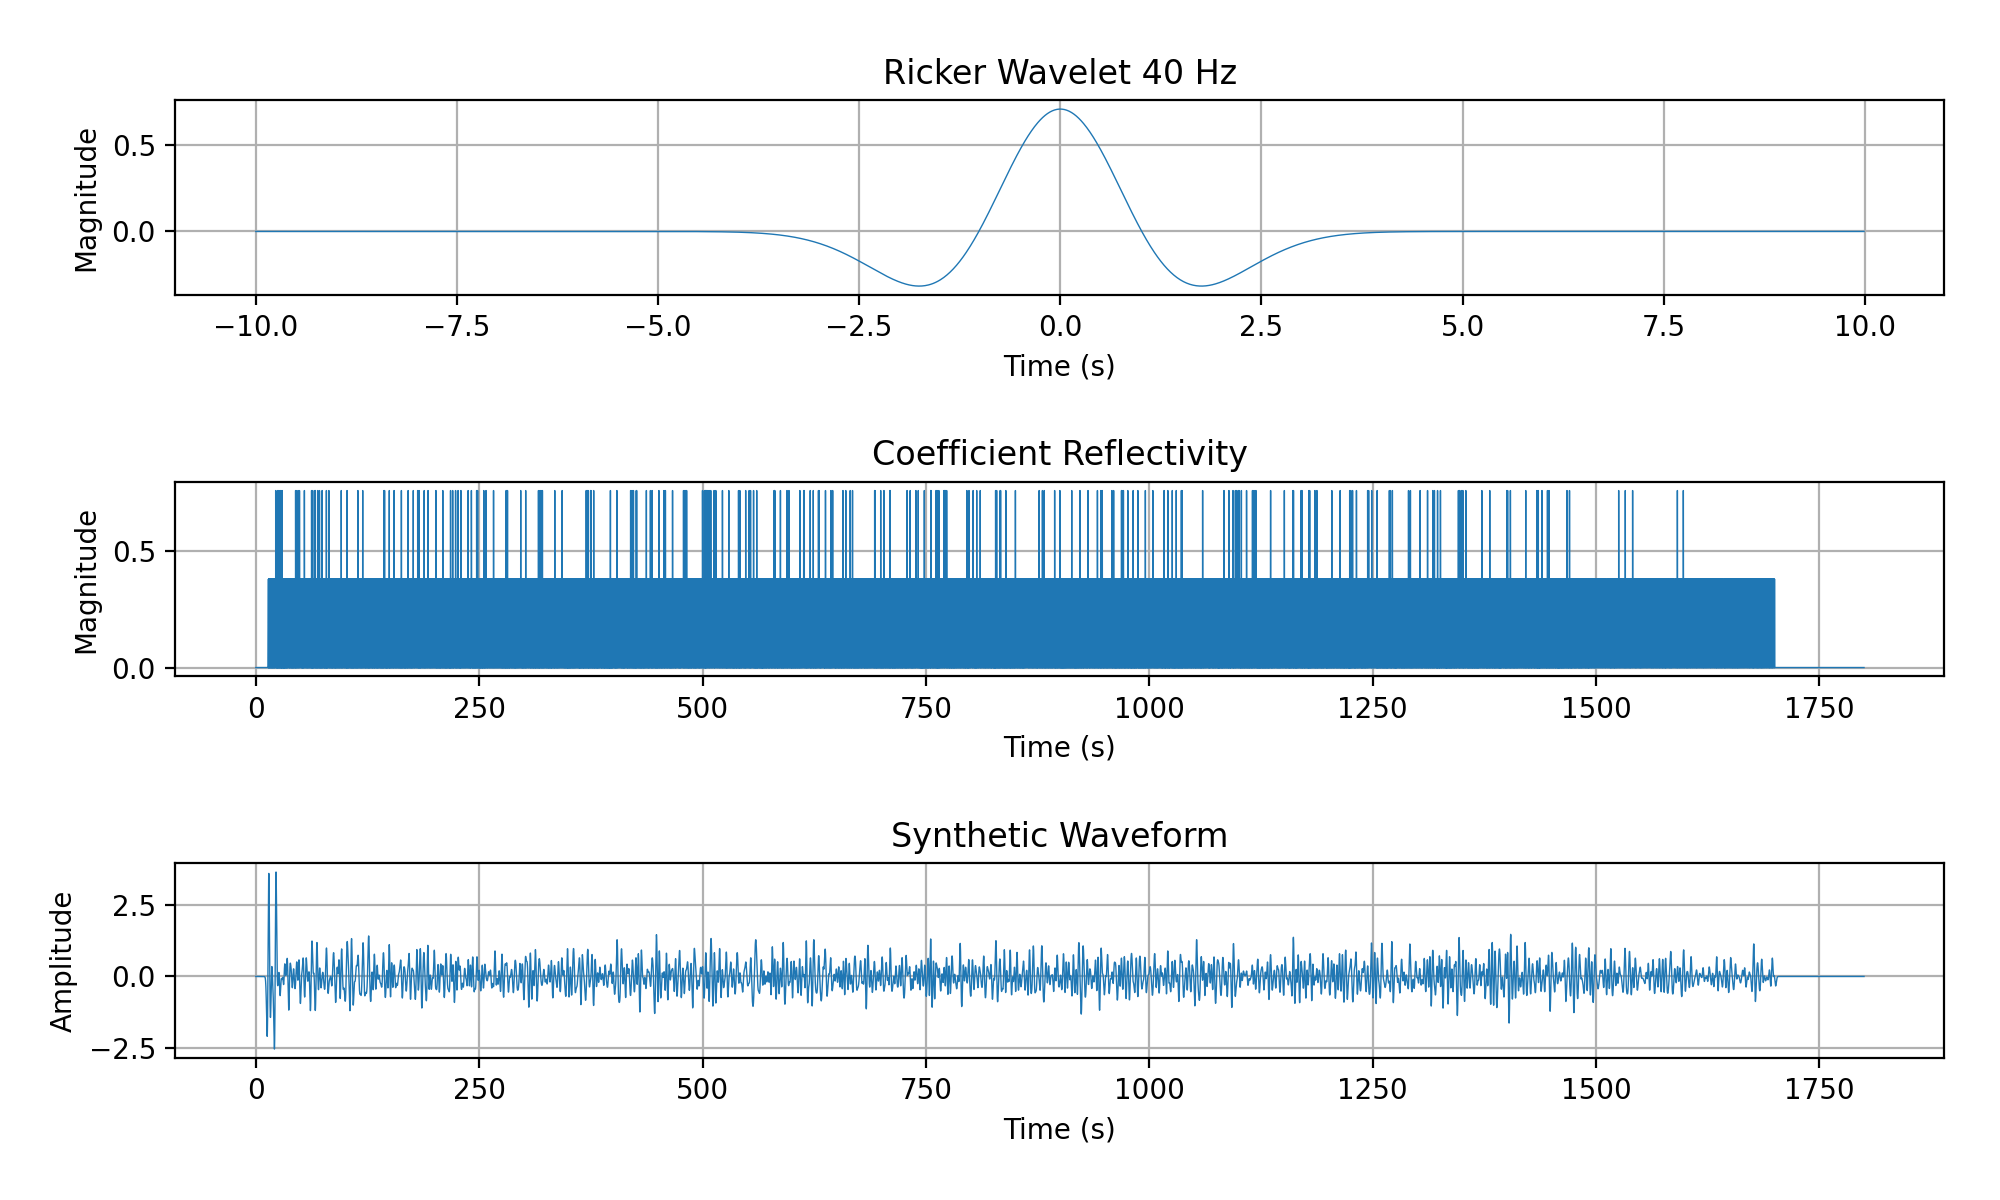 Ricker Wavelet 40 Hz
Magnitude
0.5
0.0
−10.0 −7.5 −5.0 −2.5 0.0 2.5 5.0 7.5 10.0
Time (s)
Coefficient Reflectivity
Magnitude
0.5
0.0
0 250 500 750 1000 1250 1500 1750
Time (s)
Synthetic Waveform
Amplitude
2.5
0.0
−2.5
0 250 500 750 1000 1250 1500 1750
Time (s)